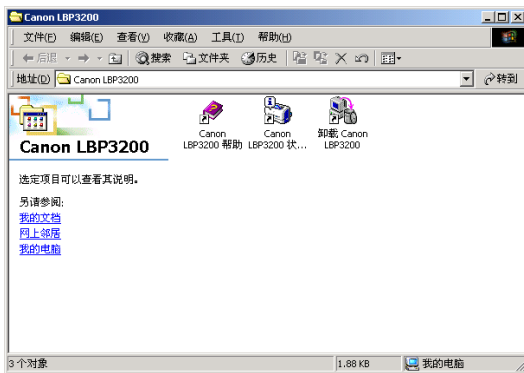 Canon LBP3200
文件(F) 编辑(E) 查看(V) 收藏(A) 工具(T) 帮助(H)
后退 搜索 文件夹 历史
地址(D) Canon LBP3200 转到
Canon LBP3200
选定项目可以查看其说明。
另请参阅:
我的文档
网上邻居
我的电脑
Canon
LBP3200 帮助
Canon
LBP3200 状...
卸载 Canon
LBP3200
3 个对象 1.88 KB 我的电脑